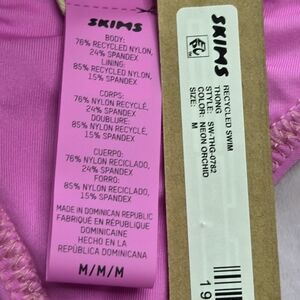 SKIMS
BODY:
76% RECYCLED NYLON,
24% SPANDEX
LINING:
85% RECYCLED NYLON,
15% SPANDEX
CORPS:
76% NYLON RECYCLÉ,
24% SPANDEX
DOUBLURE:
85% NYLON RECYCLÉ,
15% SPANDEX
CUERPO:
76% NYLON RECICLADO,
24% SPANDEX
FORRO:
85% NYLON RECICLADO,
15% SPANDEX
MADE IN DOMINICAN REPUBLIC
FABRIQUÉ EN RÉPUBLIQUE
DOMINICAINE
HECHO EN LA
REPÚBLICA DOMINICANA
M/M/M
SKIMS
RECYCLED SWIM
THONG
STYLE: SW-THG-0782
COLOR: NEON ORCHID
SIZE: M
19